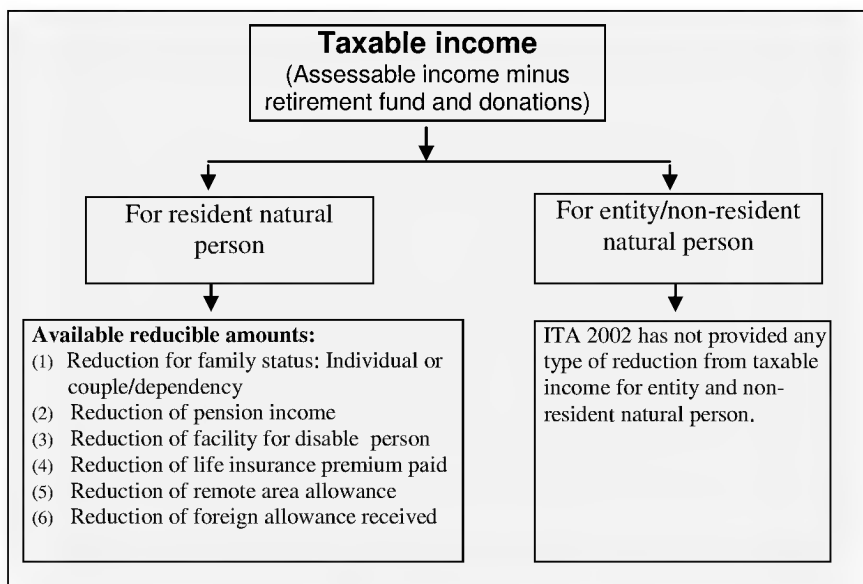 Taxable income
(Assessable income minus
retirement fund and donations)
For resident natural
person
For entity/non-resident
natural person
Available reducible amounts:
(1) Reduction for family status: Individual or
couple/dependency
(2) Reduction of pension income
(3) Reduction of facility for disable person
(4) Reduction of life insurance premium paid
(5) Reduction of remote area allowance
(6) Reduction of foreign allowance received
ITA 2002 has not provided any
type of reduction from taxable
income for entity and non-
resident natural person.